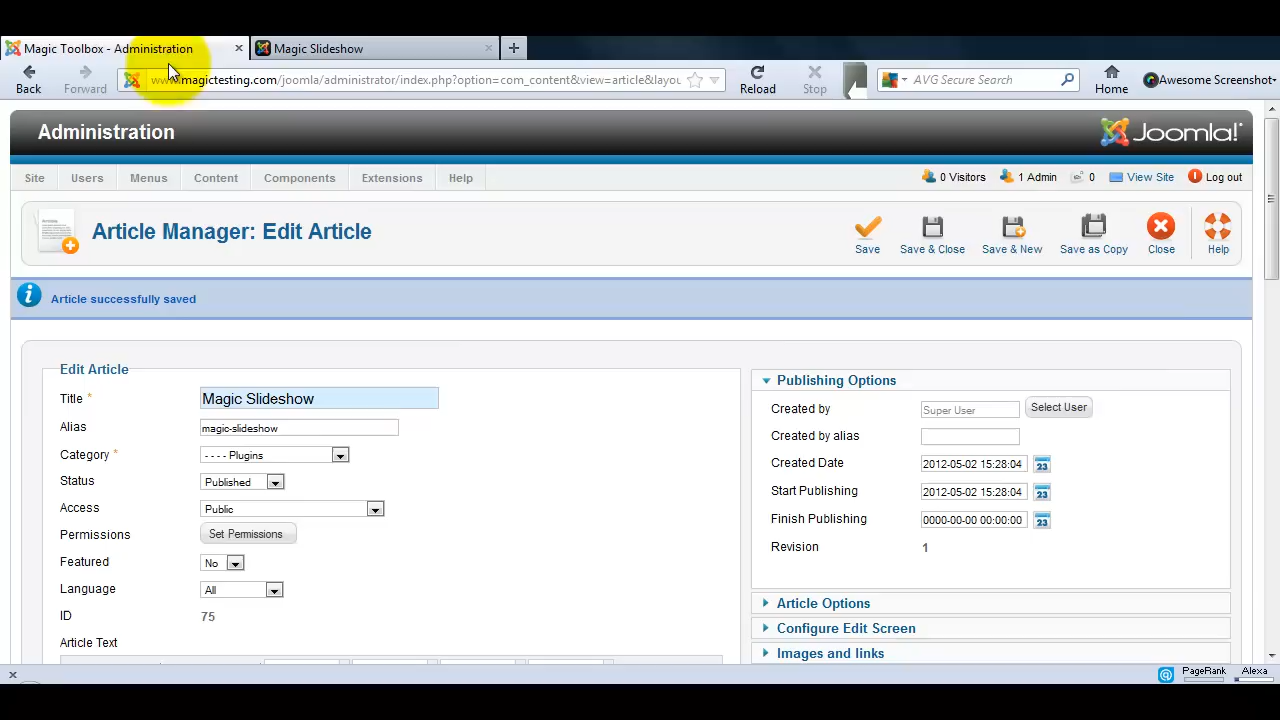 Magic Toolbox - Administration
Magic Slideshow
Back
Forward
www.magictesting.com/joomla/administrator/index.php?option=com_content&view=article&layou
Reload
Stop
AVG Secure Search
Home
Awesome Screenshot
Administration
Joomla!
Site
Users
Menus
Content
Components
Extensions
Help
0 Visitors
1 Admin
0
View Site
Log out
Article Manager: Edit Article
Save
Save & Close
Save & New
Save as Copy
Close
Help
Article successfully saved
Edit Article
Title *
Magic Slideshow
Alias
magic-slideshow
Category *
- - - - Plugins
Status
Published
Access
Public
Permissions
Set Permissions
Featured
No
Language
All
ID
75
Article Text
Publishing Options
Created by
Super User
Select User
Created by alias
Created Date
2012-05-02 15:28:04
23
Start Publishing
2012-05-02 15:28:04
23
Finish Publishing
0000-00-00 00:00:00
23
Revision
1
Article Options
Configure Edit Screen
Images and links
PageRank
Alexa